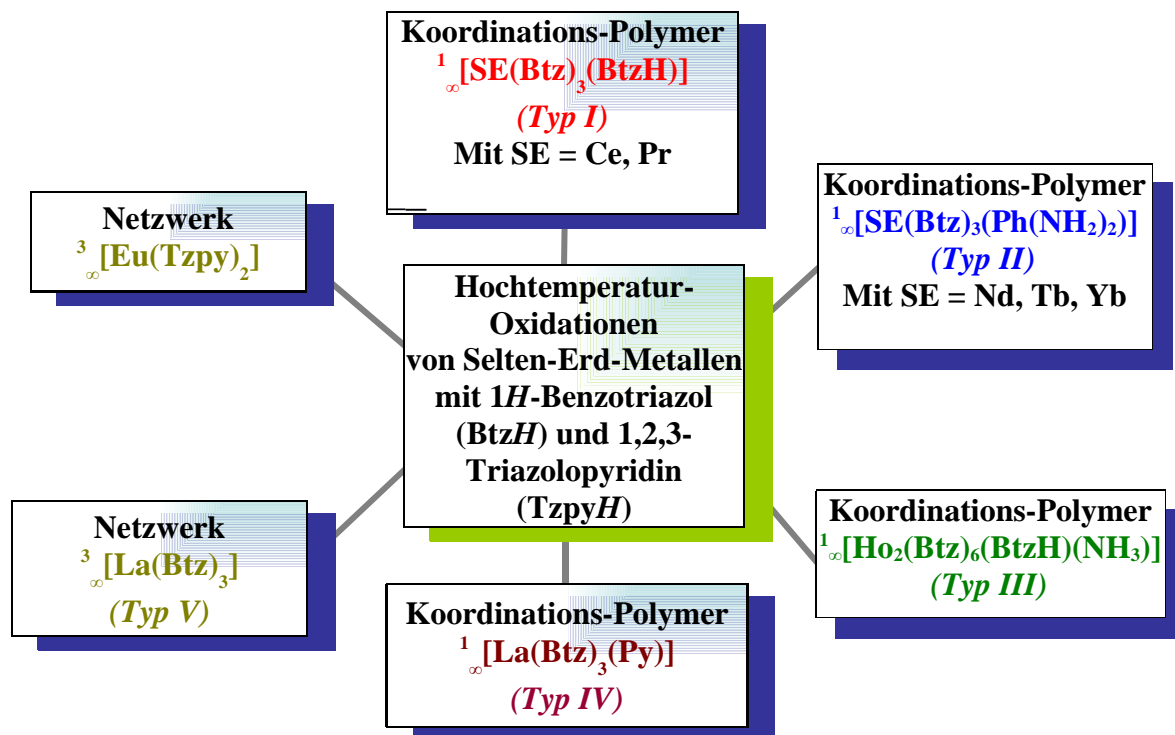 Koordinations-Polymer
¹∞[SE(Btz)₃(BtzH)]
(Typ I)
Mit SE = Ce, Pr
Netzwerk
³∞[Eu(Tzpy)₂]
Koordinations-Polymer
¹∞[SE(Btz)₃(Ph(NH₂)₂)]
(Typ II)
Mit SE = Nd, Tb, Yb
Hochtemperatur-
Oxidationen
von Selten-Erd-Metallen
mit 1H-Benzotriazol
(BtzH) und 1,2,3-
Triazolopyridin
(TzpyH)
Netzwerk
³∞[La(Btz)₃]
(Typ V)
Koordinations-Polymer
¹∞[Ho₂(Btz)₆(BtzH)(NH₃)]
(Typ III)
Koordinations-Polymer
¹∞[La(Btz)₃(Py)]
(Typ IV)